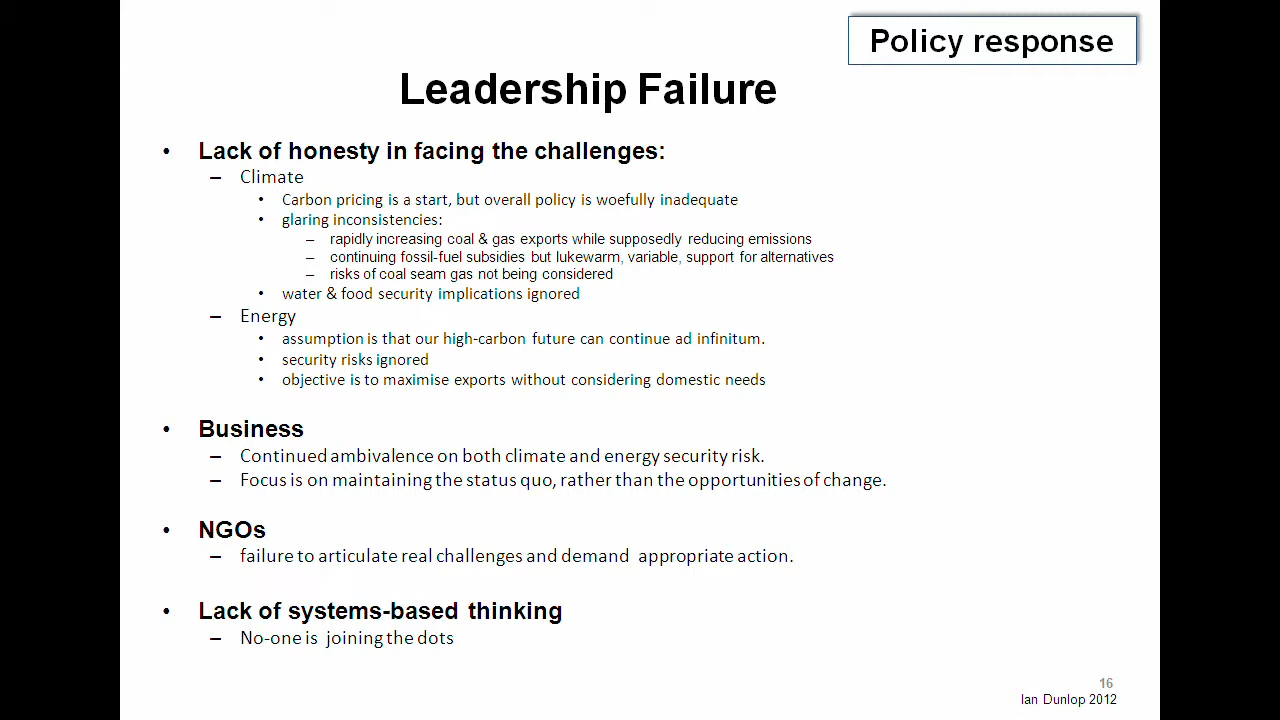 Policy response
Leadership Failure
• Lack of honesty in facing the challenges:
– Climate
• Carbon pricing is a start, but overall policy is woefully inadequate
• glaring inconsistencies:
– rapidly increasing coal & gas exports while supposedly reducing emissions
– continuing fossil-fuel subsidies but lukewarm, variable, support for alternatives
– risks of coal seam gas not being considered
• water & food security implications ignored
– Energy
• assumption is that our high-carbon future can continue ad infinitum.
• security risks ignored
• objective is to maximise exports without considering domestic needs
• Business
– Continued ambivalence on both climate and energy security risk.
– Focus is on maintaining the status quo, rather than the opportunities of change.
• NGOs
– failure to articulate real challenges and demand appropriate action.
• Lack of systems-based thinking
– No-one is joining the dots
16
Ian Dunlop 2012